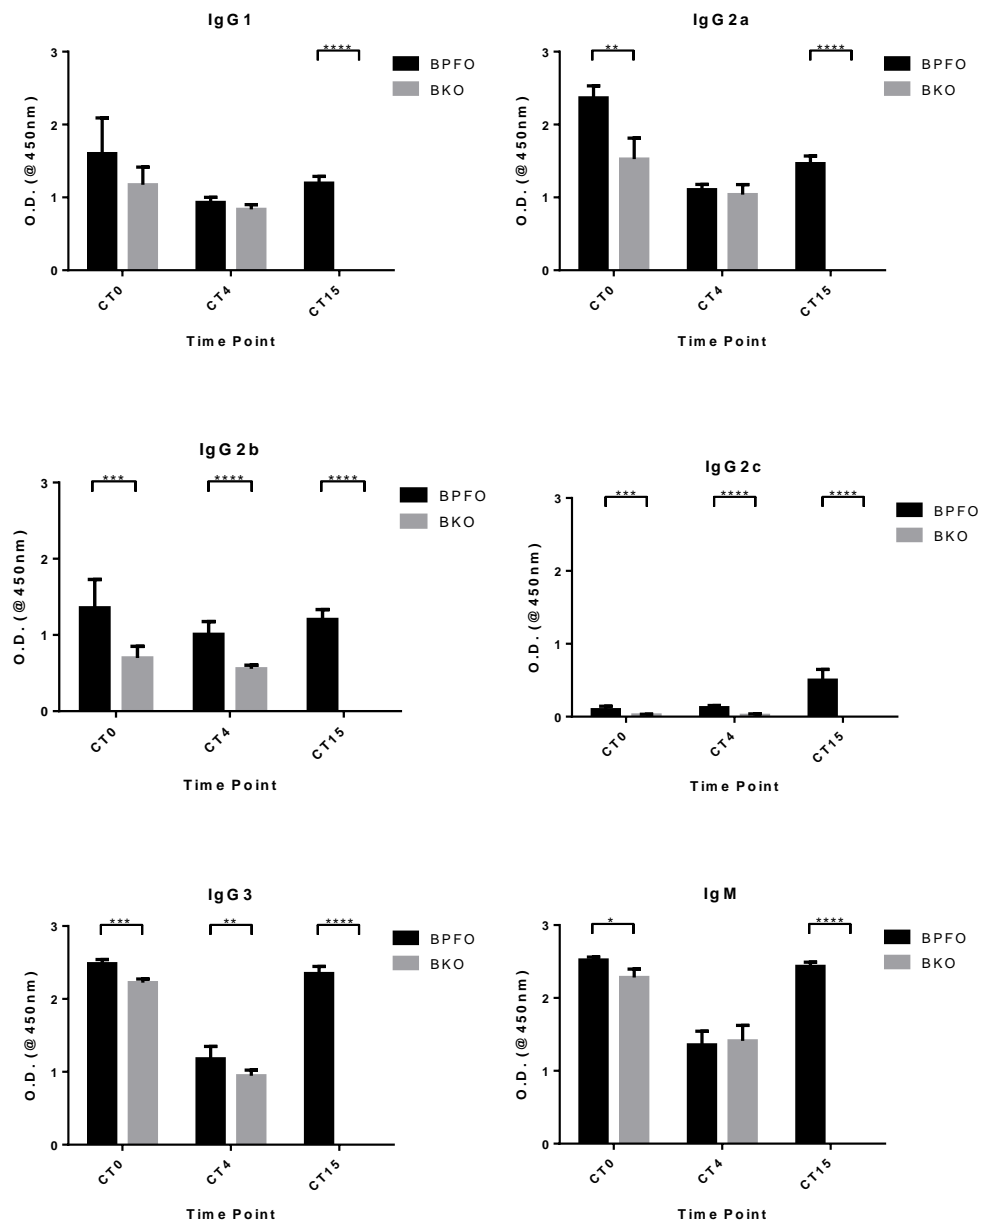 IgG1
****
BPFO
BKO
O.D. (@450nm)
3
2
1
0
CT0
CT4
CT15
Time Point
IgG2a
**
****
BPFO
BKO
O.D. (@450nm)
3
2
1
0
CT0
CT4
CT15
Time Point
IgG2b
***
****
****
BPFO
BKO
O.D. (@450nm)
3
2
1
0
CT0
CT4
CT15
Time Point
IgG2c
***
****
****
BPFO
BKO
O.D. (@450nm)
3
2
1
0
CT0
CT4
CT15
Time Point
IgG3
***
**
****
BPFO
BKO
O.D. (@450nm)
3
2
1
0
CT0
CT4
CT15
Time Point
IgM
*
****
BPFO
BKO
O.D. (@450nm)
3
2
1
0
CT0
CT4
CT15
Time Point